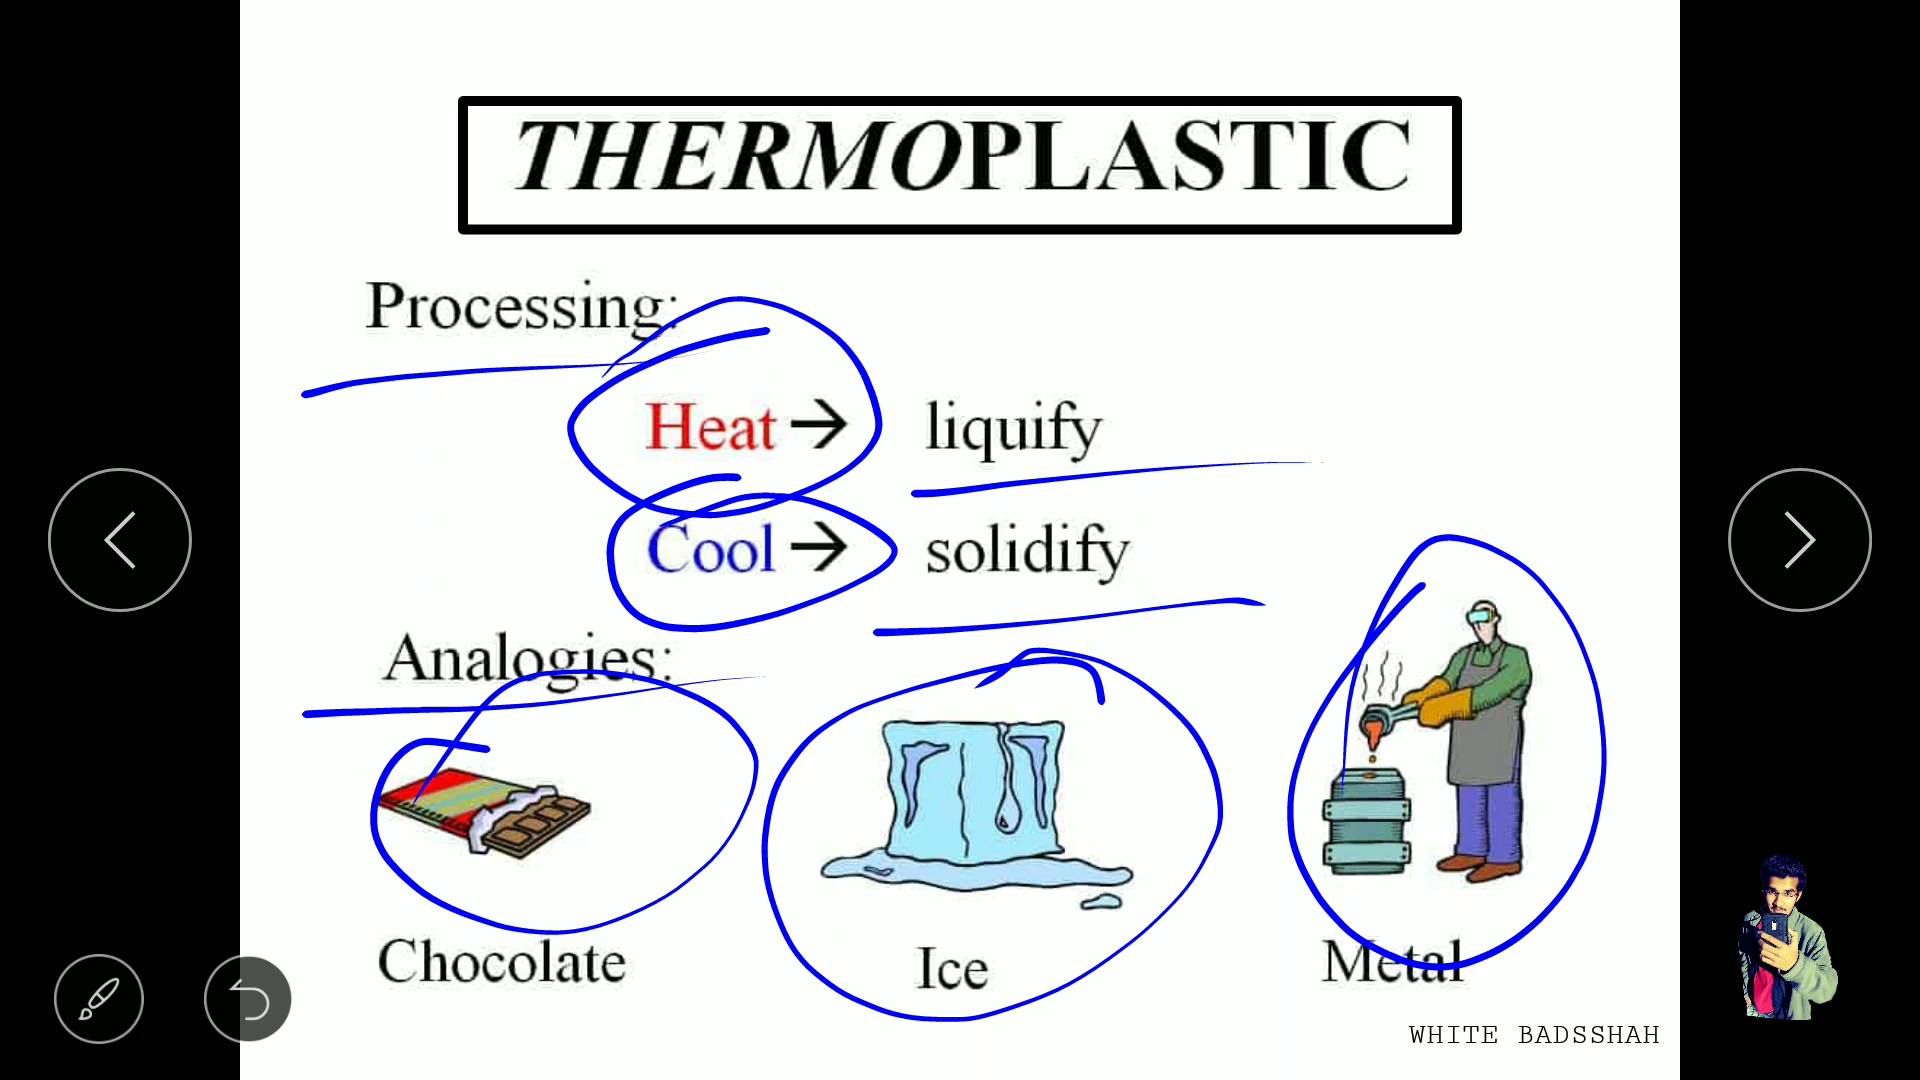 THERMOPLASTIC
Processing:
Heat → liquify
Cool → solidify
Analogies:
Chocolate Ice Metal
WHITE BADSSHAH